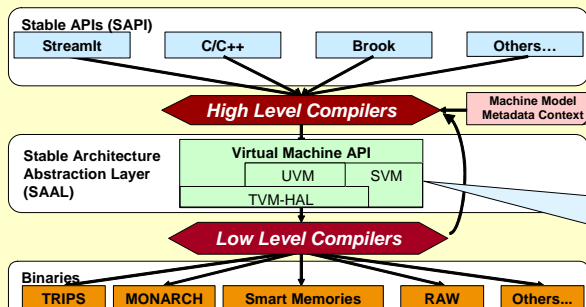 Stable APIs (SAPI)
StreamIt
C/C++
Brook
Others…
High Level Compilers
Machine Model
Metadata Context
Stable Architecture
Abstraction Layer
(SAAL)
Virtual Machine API
UVM
SVM
TVM-HAL
Low Level Compilers
Binaries
TRIPS
MONARCH
Smart Memories
RAW
Others...